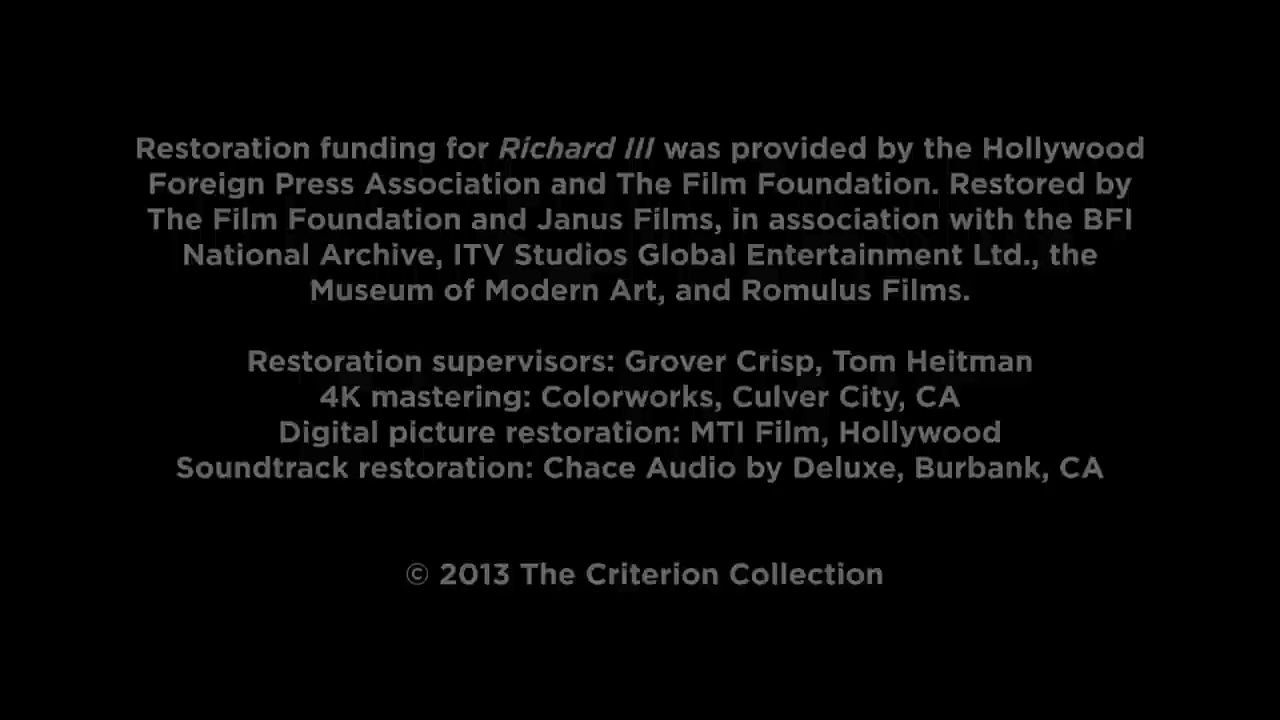 Restoration funding for Richard III was provided by the Hollywood
Foreign Press Association and The Film Foundation. Restored by
The Film Foundation and Janus Films, in association with the BFI
National Archive, ITV Studios Global Entertainment Ltd., the
Museum of Modern Art, and Romulus Films.
Restoration supervisors: Grover Crisp, Tom Heitman
4K mastering: Colorworks, Culver City, CA
Digital picture restoration: MTI Film, Hollywood
Soundtrack restoration: Chace Audio by Deluxe, Burbank, CA
© 2013 The Criterion Collection